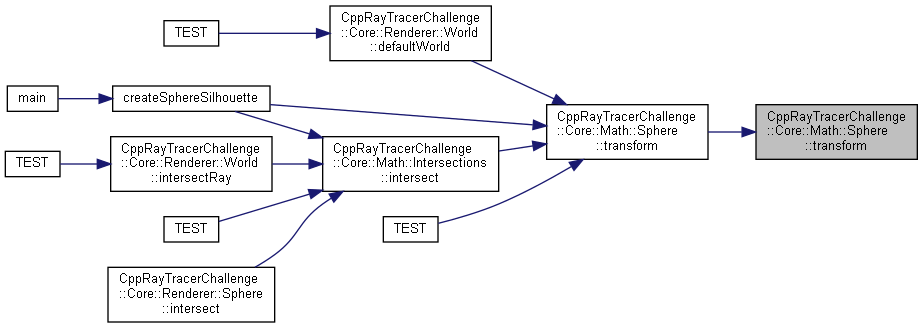 TEST
CppRayTracerChallenge
::Core::Renderer::World
::defaultWorld
main
createSphereSilhouette
CppRayTracerChallenge
::Core::Math::Sphere
::transform
CppRayTracerChallenge
::Core::Math::Sphere
::transform
TEST
CppRayTracerChallenge
::Core::Renderer::World
::intersectRay
CppRayTracerChallenge
::Core::Math::Intersections
::intersect
TEST
TEST
CppRayTracerChallenge
::Core::Renderer::Sphere
::intersect